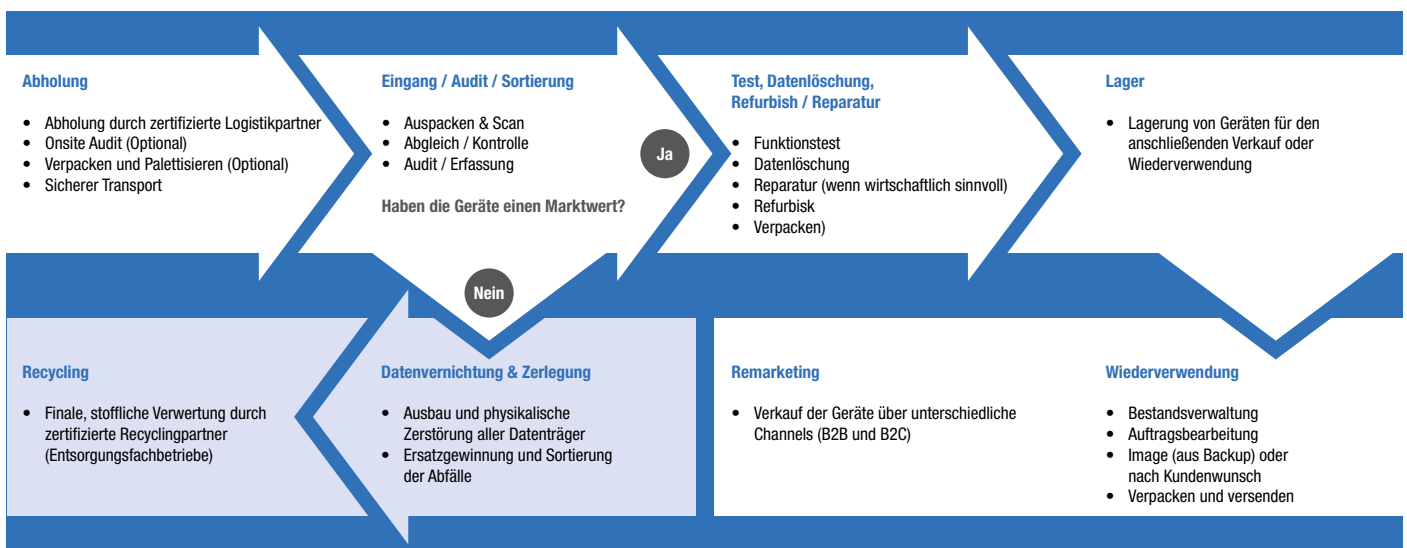 Abholung
• Abholung durch zertifizierte Logistikpartner
• Onsite Audit (Optional)
• Verpacken und Palettisieren (Optional)
• Sicherer Transport
Eingang / Audit / Sortierung
• Auspacken & Scan
• Abgleich / Kontrolle
• Audit / Erfassung
Haben die Geräte einen Marktwert?
Ja
Nein
Test, Datenlöschung,
Refurbish / Reparatur
• Funktionstest
• Datenlöschung
• Reparatur (wenn wirtschaftlich sinnvoll)
• Refurbisk
• Verpacken)
Lager
• Lagerung von Geräten für den
anschließenden Verkauf oder
Wiederverwendung
Recycling
• Finale, stoffliche Verwertung durch
zertifizierte Recyclingpartner
(Entsorgungsfachbetriebe)
Datenvernichtung & Zerlegung
• Ausbau und physikalische
Zerstörung aller Datenträger
• Ersatzgewinnung und Sortierung
der Abfälle
Remarketing
• Verkauf der Geräte über unterschiedliche
Channels (B2B und B2C)
Wiederverwendung
• Bestandsverwaltung
• Auftragsbearbeitung
• Image (aus Backup) oder
nach Kundenwunsch
• Verpacken und versenden